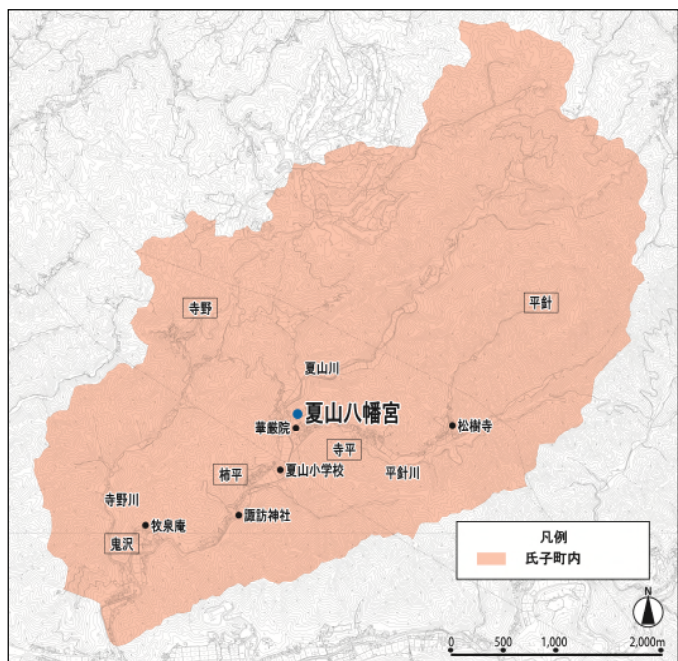 寺野
平針
夏山川
夏山八幡宮
華厳院
松樹寺
寺平
柿平
夏山小学校
平針川
寺野川
諏訪神社
牧泉庵
鬼沢
凡例
氏子町内
N
0 500 1,000 2,000m